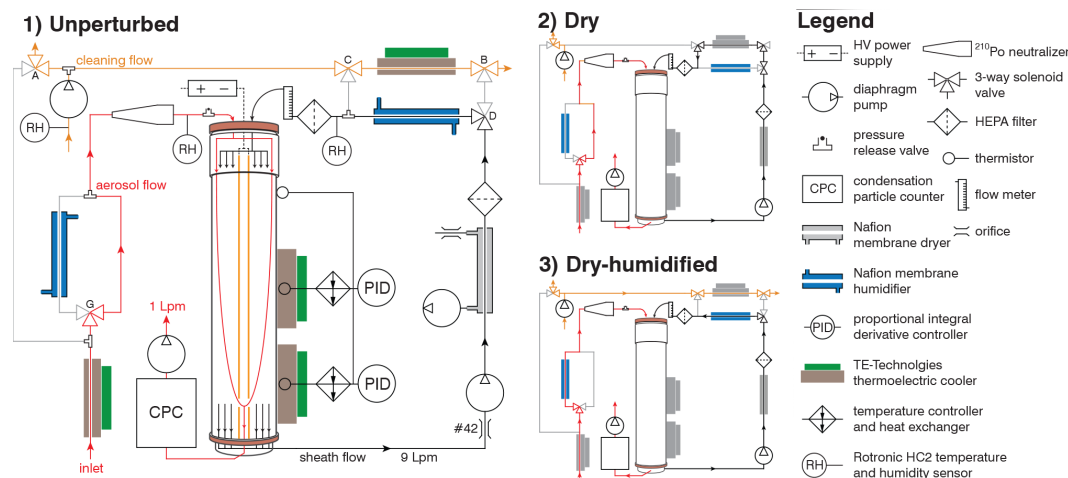 1) Unperturbed
cleaning flow
A
C
B
D
+ -
RH
RH
RH
aerosol flow
G
1 Lpm
PID
PID
CPC
#42
inlet
sheath flow
9 Lpm
2) Dry
CPC
3) Dry-humidified
Legend
+ -
HV power
supply
210Po neutralizer
diaphragm
pump
3-way solenoid
valve
pressure
release valve
HEPA filter
thermistor
CPC
condensation
particle counter
flow meter
Nafion
membrane dryer
orifice
Nafion membrane
humidifier
PID
proportional integral
derivative controller
TE-Technolgies
thermoelectric cooler
temperature controller
and heat exchanger
RH
Rotronic HC2 temperature
and humidity sensor